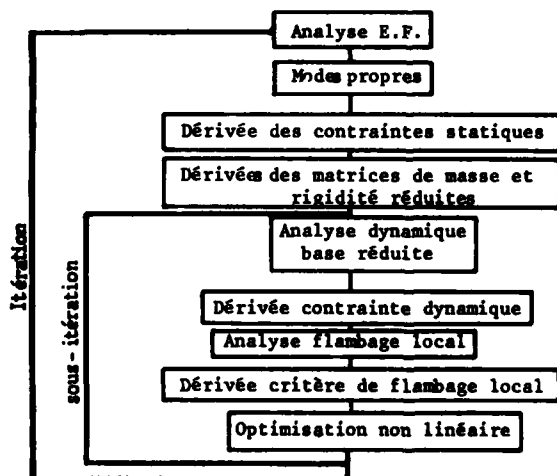 Analyse E.F.
Modes propres
Dérivée des contraintes statiques
Dérivées des matrices de masse et
rigidité réduites
Analyse dynamique
base réduite
Dérivée contrainte dynamique
Analyse flambage local
Dérivée critère de flambage local
Optimisation non linéaire
Itération
sous-itération